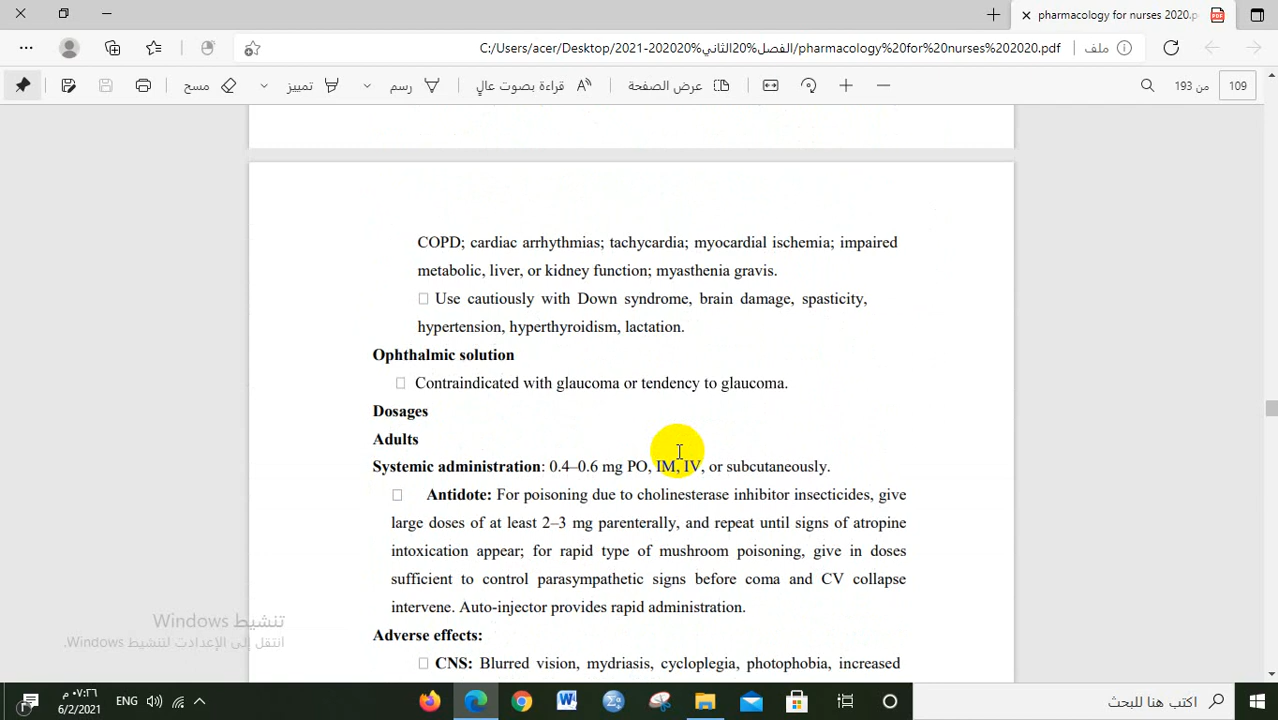 pharmacology for nurses 2020.p
C:/Users/acer/Desktop/2021-202020%الفصل%20الثاني/pharmacology%20for%20nurses%202020.pdf
ملف
مسح
تمييز
رسم
قراءة بصوت عالٍ
عرض الصفحة
من 193
109
COPD; cardiac arrhythmias; tachycardia; myocardial ischemia; impaired
metabolic, liver, or kidney function; myasthenia gravis.
Use cautiously with Down syndrome, brain damage, spasticity,
hypertension, hyperthyroidism, lactation.
Ophthalmic solution
Contraindicated with glaucoma or tendency to glaucoma.
Dosages
Adults
Systemic administration: 0.4–0.6 mg PO, IM, IV, or subcutaneously.
Antidote: For poisoning due to cholinesterase inhibitor insecticides, give
large doses of at least 2–3 mg parenterally, and repeat until signs of atropine
intoxication appear; for rapid type of mushroom poisoning, give in doses
sufficient to control parasympathetic signs before coma and CV collapse
intervene. Auto-injector provides rapid administration.
Adverse effects:
CNS: Blurred vision, mydriasis, cycloplegia, photophobia, increased
تنشيط Windows
انتقل إلى الإعدادت لتنشيط Windows.
٠٧:٢٦ م
6/2/2021
ENG
اكتب هنا للبحث